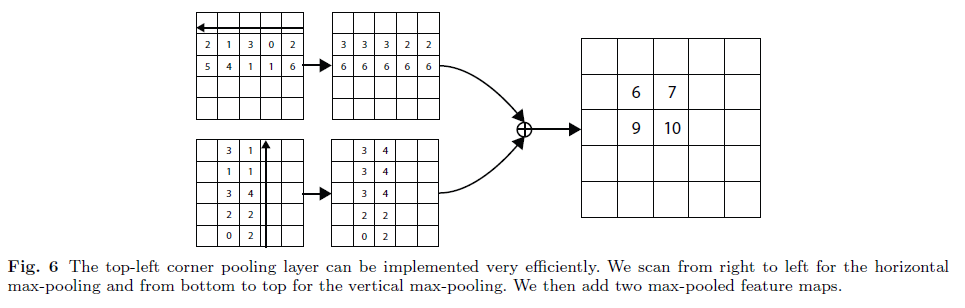 2 1 3 0 2
5 4 1 1 6
3 3 3 2 2
6 6 6 6 6
3 1
1 1
3 4
2 2
0 2
3 4
3 4
3 4
2 2
0 2
6 7
9 10
Fig. 6 The top-left corner pooling layer can be implemented very efficiently. We scan from right to left for the horizontal
max-pooling and from bottom to top for the vertical max-pooling. We then add two max-pooled feature maps.